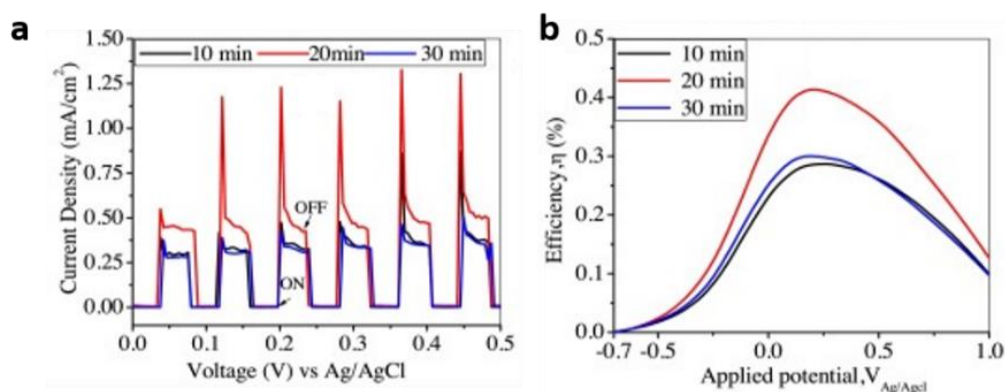 a
1.50
1.25
1.00
0.75
0.50
0.25
0.00
Current Density (mA/cm²)
10 min 20min 30 min
OFF
ON
0.0 0.1 0.2 0.3 0.4 0.5
Voltage (V) vs Ag/AgCl
b
0.5
0.4
0.3
0.2
0.1
0.0
Efficiency,η (%)
10 min
20 min
30 min
-0.7 -0.5 0.0 0.5 1.0
Applied potential,V Ag/Agcl